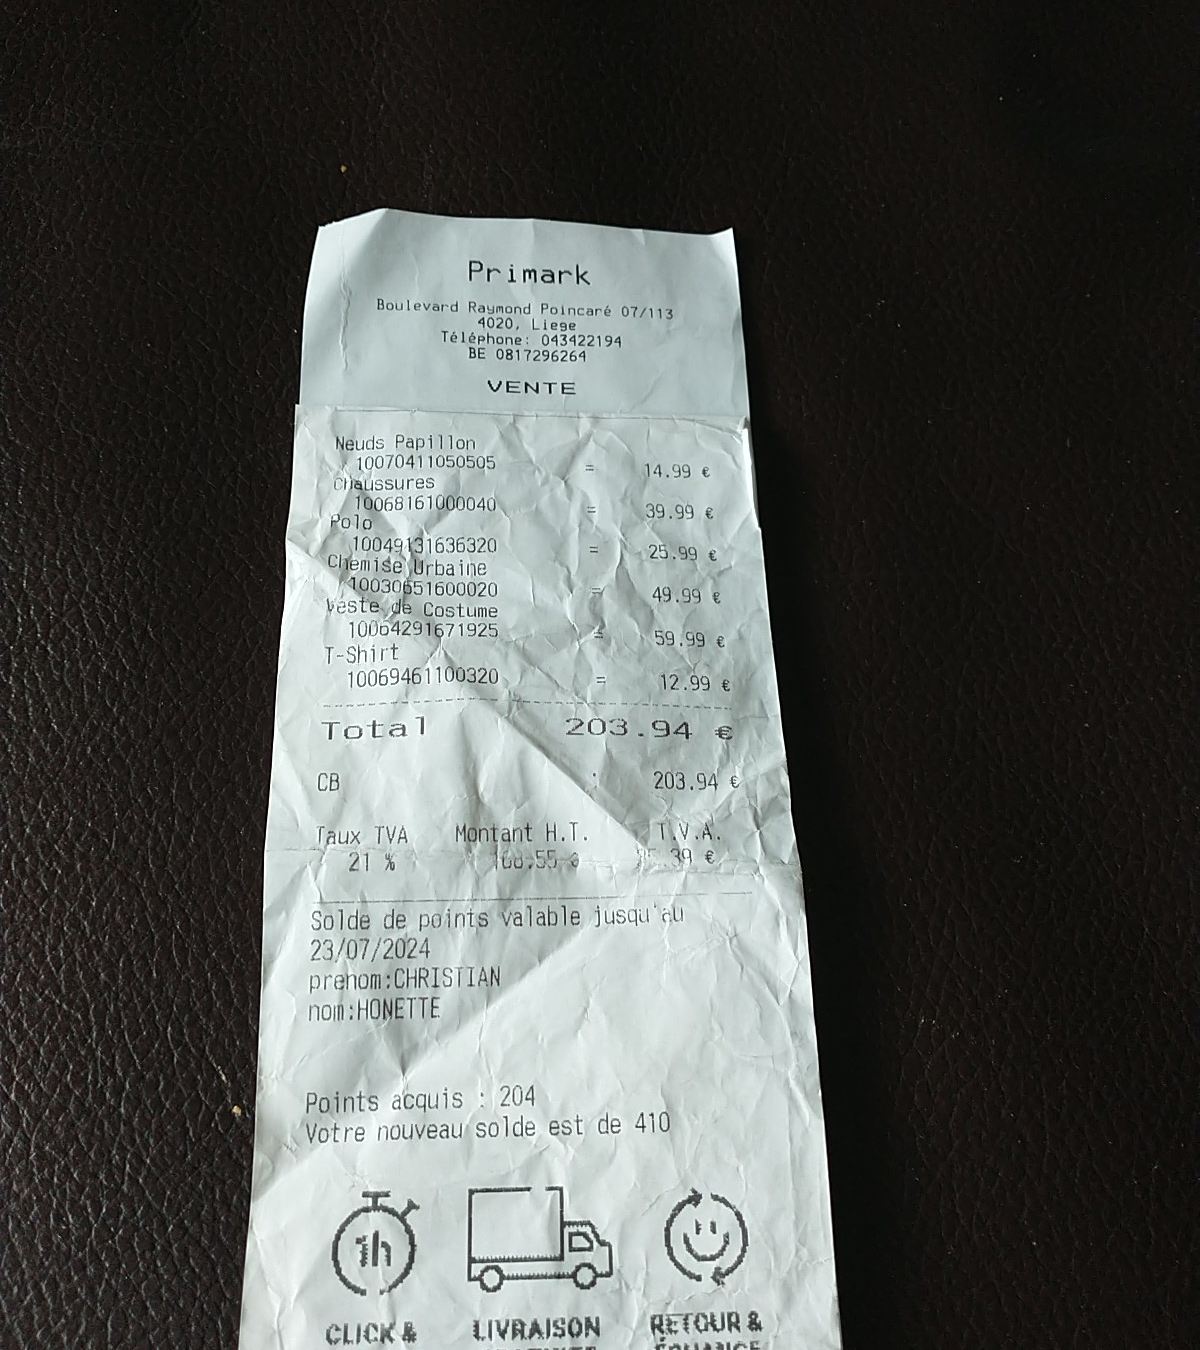 Primark
Boulevard Raymond Poincaré 07/113
4020, Liege
Téléphone: 043422194
BE 0817296264
VENTE
Neuds Papillon
10070411050505 = 14.99 €
Chaussures
10068161000040 = 39.99 €
Polo
10049131636320 = 25.99 €
Chemise Urbaine
10030651600020 = 49.99 €
Veste de Costume
10064291671925 = 59.99 €
T-Shirt
10069461100320 = 12.99 €
Total 203.94 €
CB : 203.94 €
Taux TVA Montant H.T. T.V.A.
21 % 168.55 € €
Solde de points valable jusqu'au
23/07/2024
prenom:CHRISTIAN
nom:HONETTE
Points acquis : 204
Votre nouveau solde est de 410
1h
CLICK & LIVRAISON RETOUR &